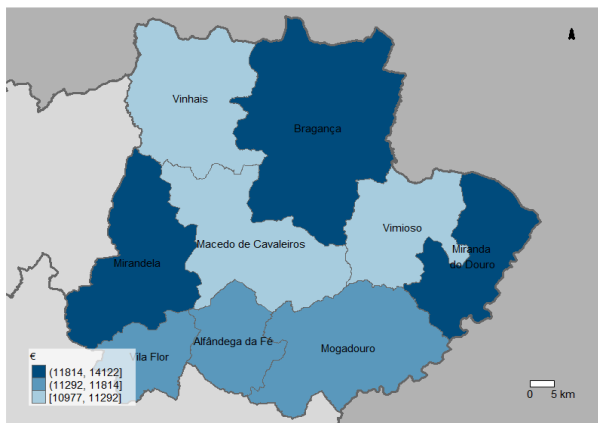 Vinhais
Bragança
Vimioso
Macedo de Cavaleiros
Miranda
do Douro
Mirandela
Alfândega da Fé
Mogadouro
Vila Flor
€
(11814, 14122]
(11292, 11814]
[10977, 11292]
0 5 km